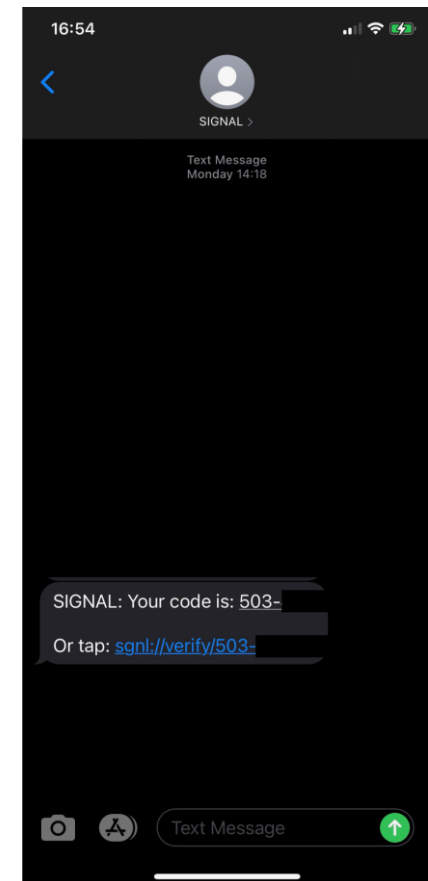 16:54
SIGNAL >
Text Message
Monday 14:18
SIGNAL: Your code is: 503-
Or tap: sgnl://verify/503-
Text Message